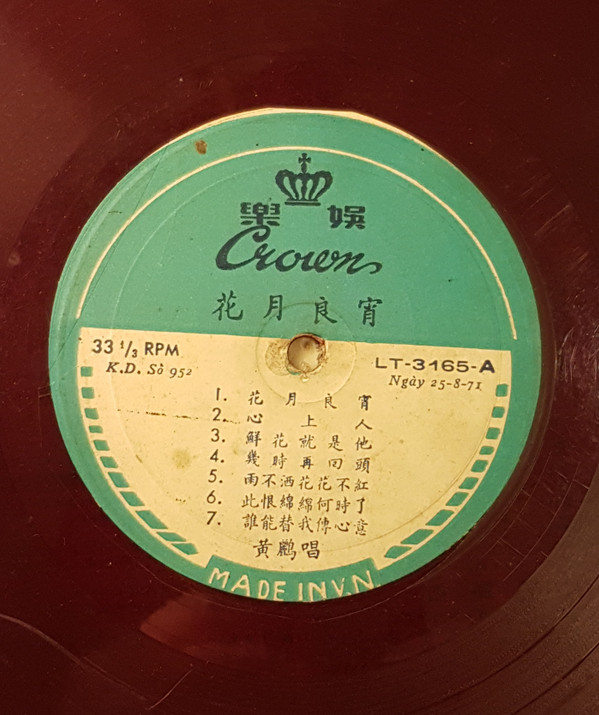 樂娛
Crown
花月良宵
33 1/3 RPM
K.D. Số 952
LT-3165-A
Ngày 25-8-71
1. 花月良宵
2. 心上人
3. 鮮花就是他
4. 幾時再回頭
5. 雨不洒花花不紅
6. 此恨綿綿何時了
7. 誰能替我傳心意
黃鸝唱
MADE IN V.N